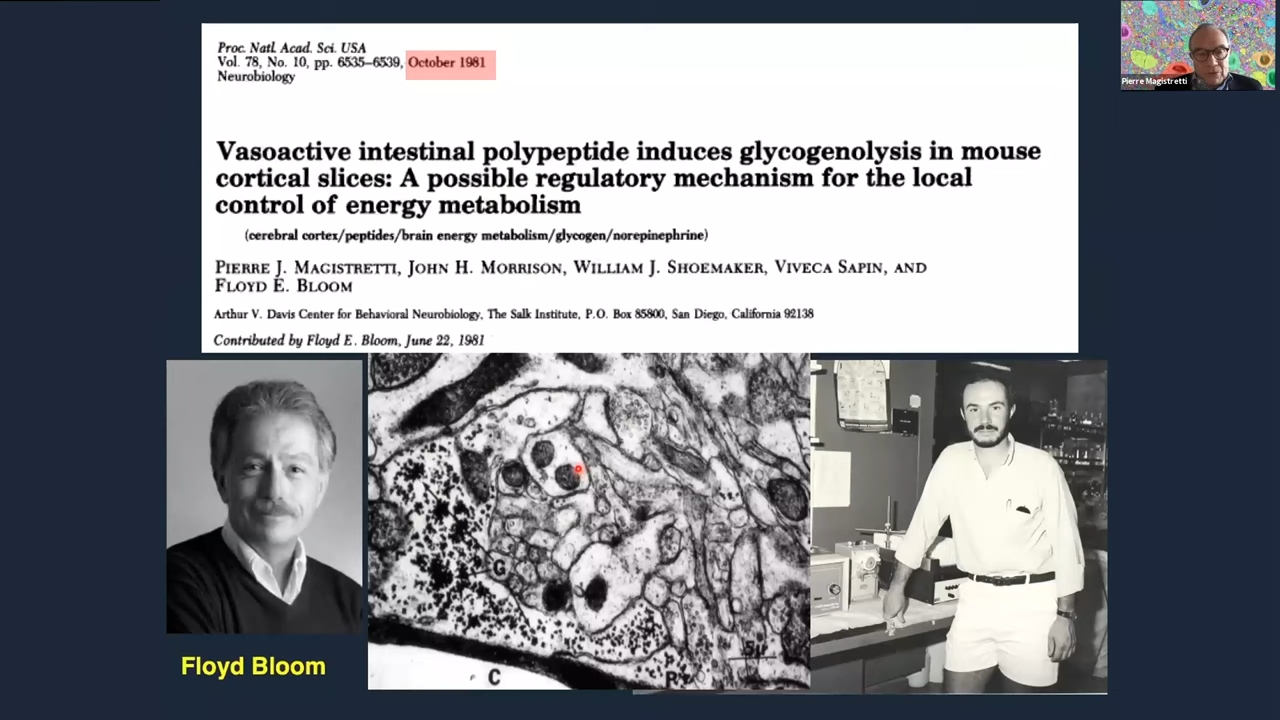 Proc. Natl. Acad. Sci. USA
Vol. 78, No. 10, pp. 6535–6539, October 1981
Neurobiology
Pierre Magistretti
Vasoactive intestinal polypeptide induces glycogenolysis in mouse
cortical slices: A possible regulatory mechanism for the local
control of energy metabolism
(cerebral cortex/peptides/brain energy metabolism/glycogen/norepinephrine)
PIERRE J. MAGISTRETTI, JOHN H. MORRISON, WILLIAM J. SHOEMAKER, VIVECA SAPIN, AND
FLOYD E. BLOOM
Arthur V. Davis Center for Behavioral Neurobiology, The Salk Institute, P.O. Box 85800, San Diego, California 92138
Contributed by Floyd E. Bloom, June 22, 1981
G
C
Floyd Bloom